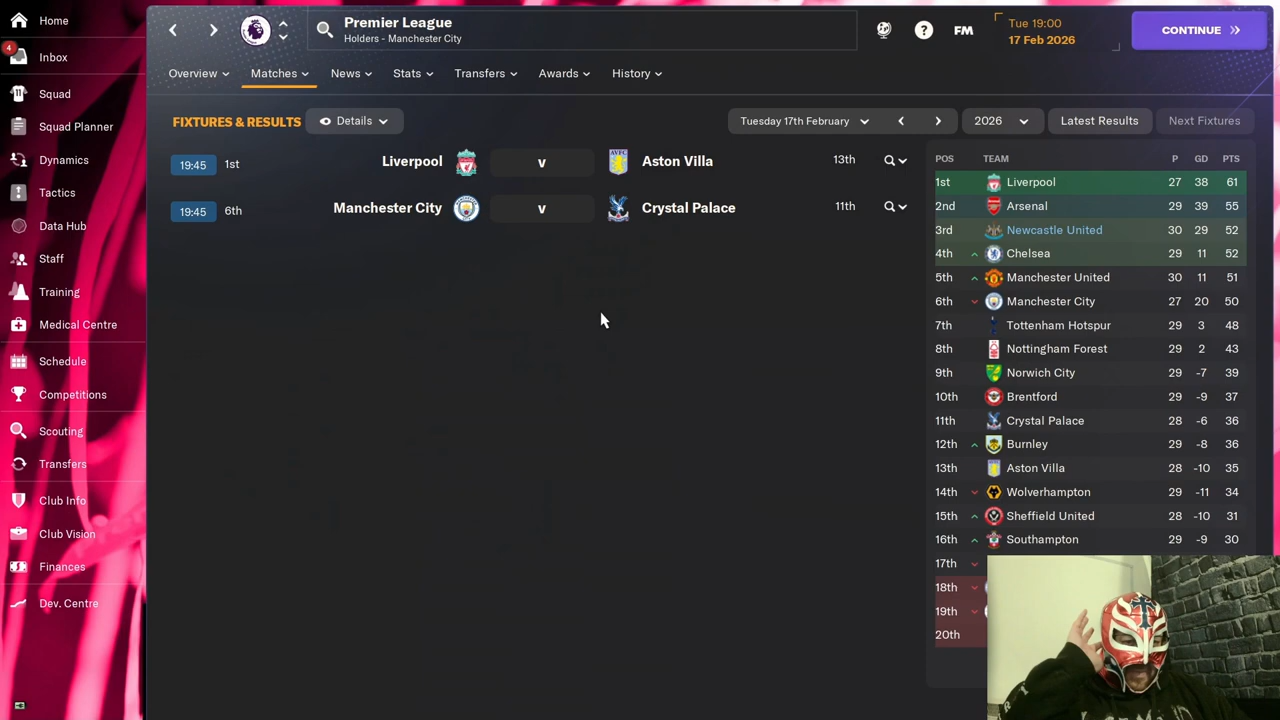 Home
Premier League
Holders - Manchester City
Tue 19:00
17 Feb 2026
FM
CONTINUE
4
Inbox
Overview
Matches
News
Stats
Transfers
Awards
History
Squad
Squad Planner
Dynamics
Tactics
Data Hub
Staff
Training
Medical Centre
Schedule
Competitions
Scouting
Transfers
Club Info
Club Vision
Finances
Dev. Centre
FIXTURES & RESULTS
Details
Tuesday 17th February
2026
Latest Results
Next Fixtures
19:45 1st Liverpool v Aston Villa 13th
19:45 6th Manchester City v Crystal Palace 11th
POS TEAM P GD PTS
1st Liverpool 27 38 61
2nd Arsenal 29 39 55
3rd Newcastle United 30 29 52
4th Chelsea 29 11 52
5th Manchester United 30 11 51
6th Manchester City 27 20 50
7th Tottenham Hotspur 29 3 48
8th Nottingham Forest 29 2 43
9th Norwich City 29 -7 39
10th Brentford 29 -9 37
11th Crystal Palace 28 -6 36
12th Burnley 29 -8 36
13th Aston Villa 28 -10 35
14th Wolverhampton 29 -11 34
15th Sheffield United 28 -10 31
16th Southampton 29 -9 30
17th
18th
19th
20th